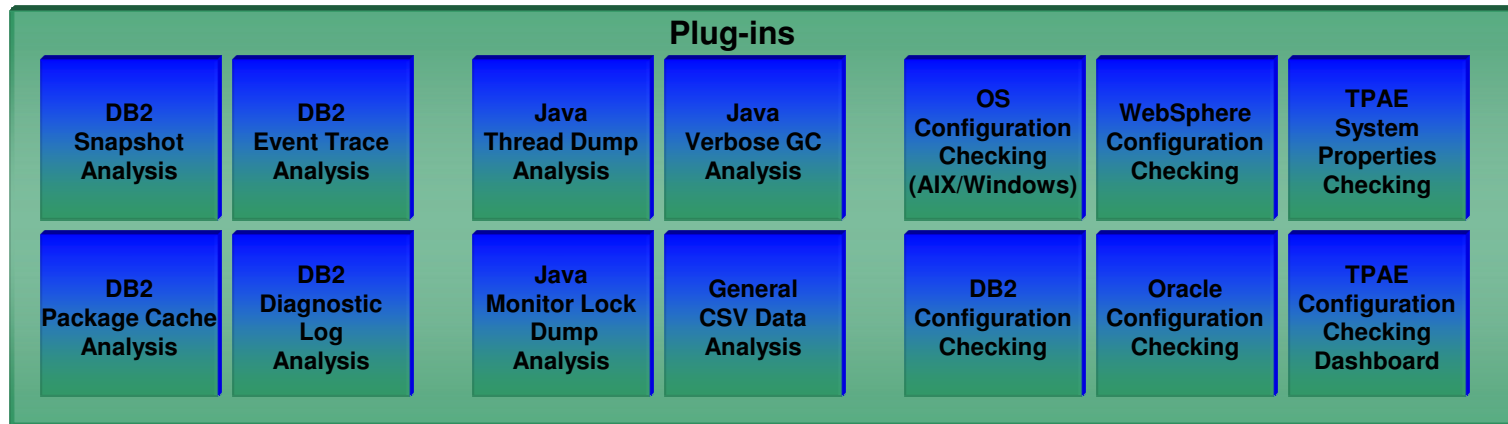 Plug-ins
DB2
Snapshot
Analysis
DB2
Event Trace
Analysis
Java
Thread Dump
Analysis
Java
Verbose GC
Analysis
OS
Configuration
Checking
(AIX/Windows)
WebSphere
Configuration
Checking
TPAE
System
Properties
Checking
DB2
Package Cache
Analysis
DB2
Diagnostic
Log
Analysis
Java
Monitor Lock
Dump
Analysis
General
CSV Data
Analysis
DB2
Configuration
Checking
Oracle
Configuration
Checking
TPAE
Configuration
Checking
Dashboard